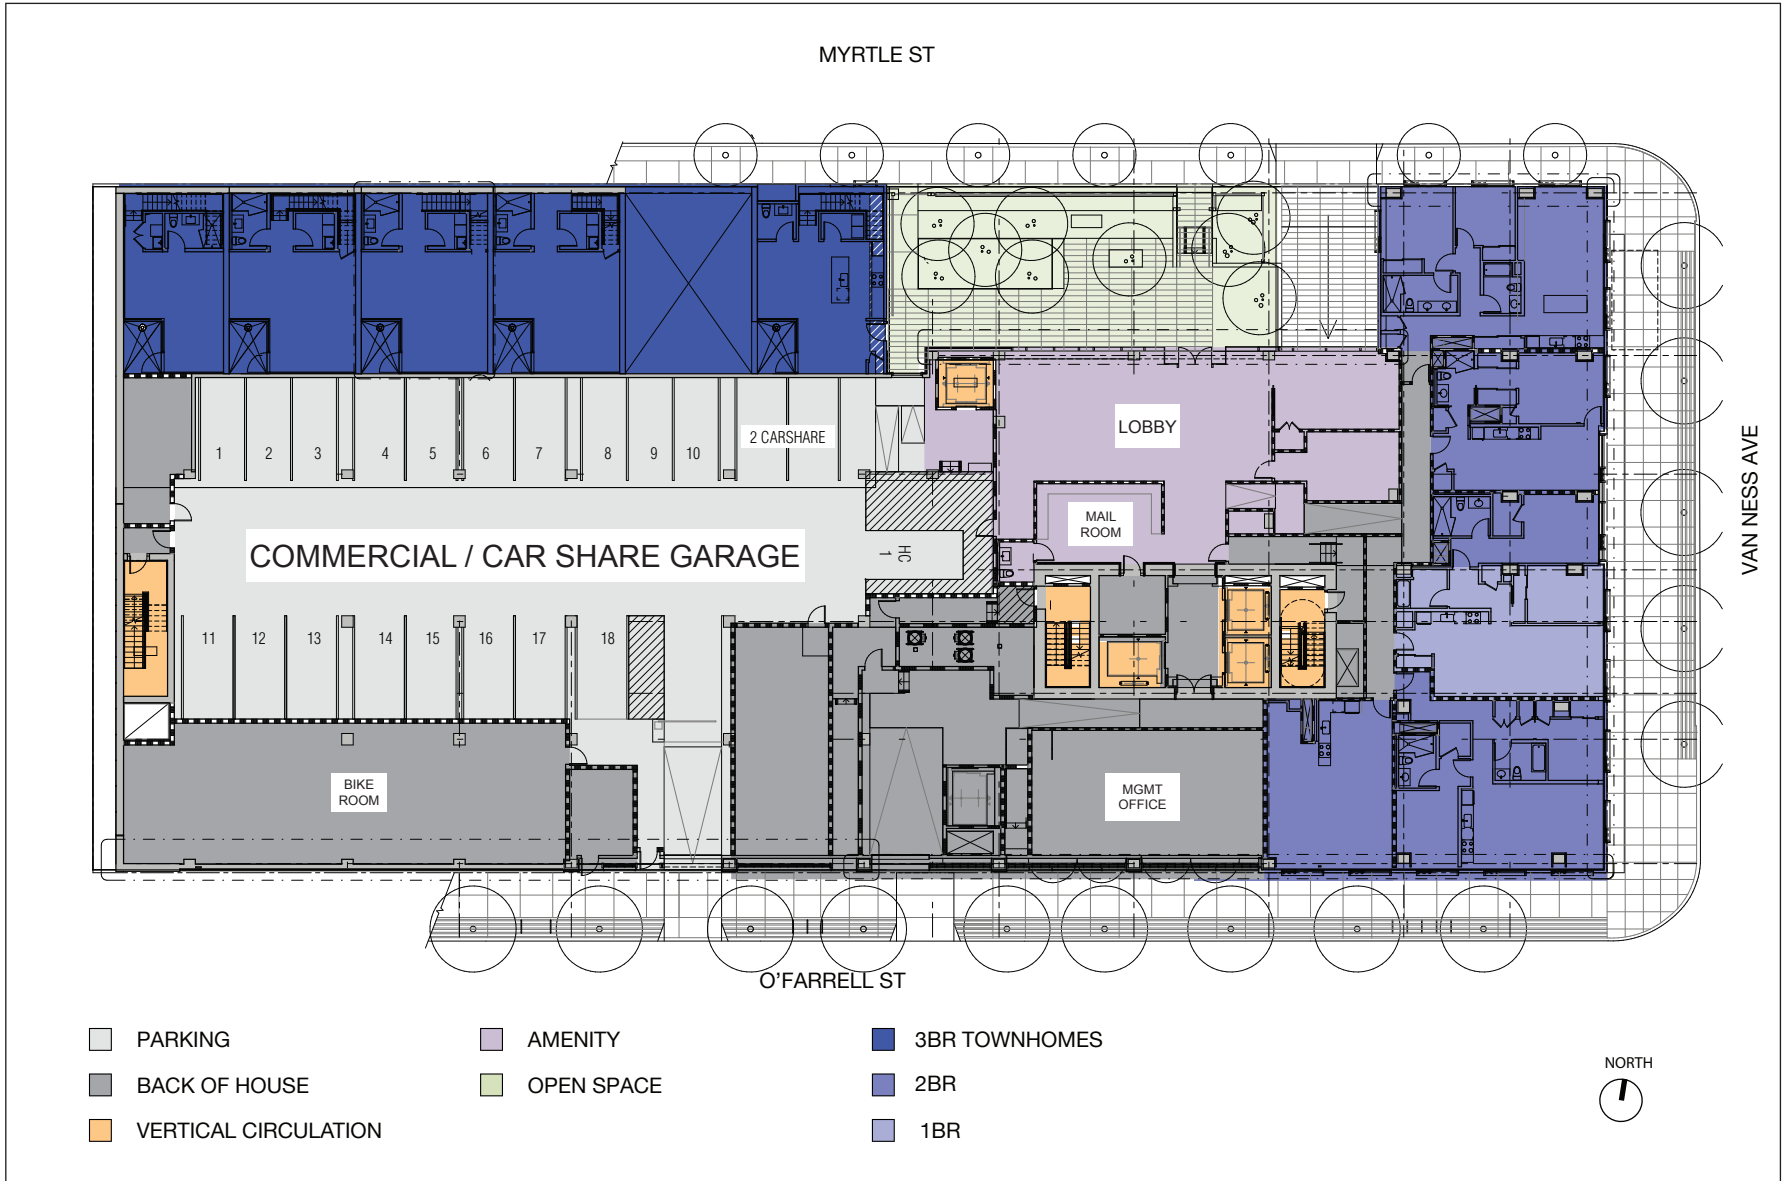 MYRTLE ST
1 2 3 4 5 6 7 8 9 10
2 CARSHARE
LOBBY
MAIL
ROOM
VAN NESS AVE
COMMERCIAL / CAR SHARE GARAGE
HC
1
11 12 13 14 15 16 17 18
BIKE
ROOM
MGMT
OFFICE
O'FARRELL ST
PARKING
BACK OF HOUSE
VERTICAL CIRCULATION
AMENITY
OPEN SPACE
3BR TOWNHOMES
2BR
1BR
NORTH